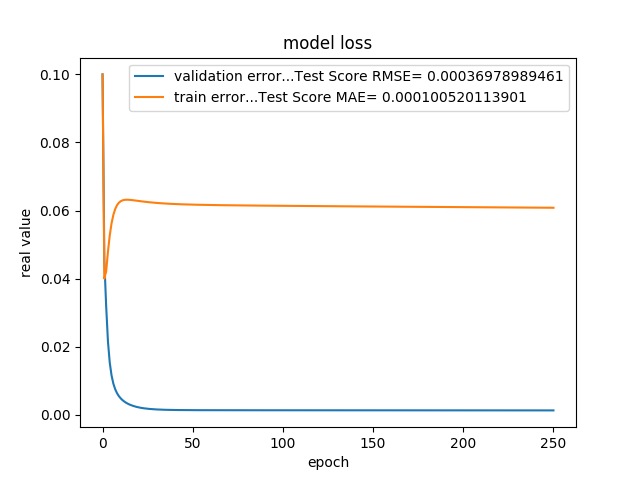 model loss
validation error...Test Score RMSE= 0.00036978989461
train error...Test Score MAE= 0.000100520113901
0.10
0.08
0.06
0.04
0.02
0.00
real value
0 50 100 150 200 250
epoch